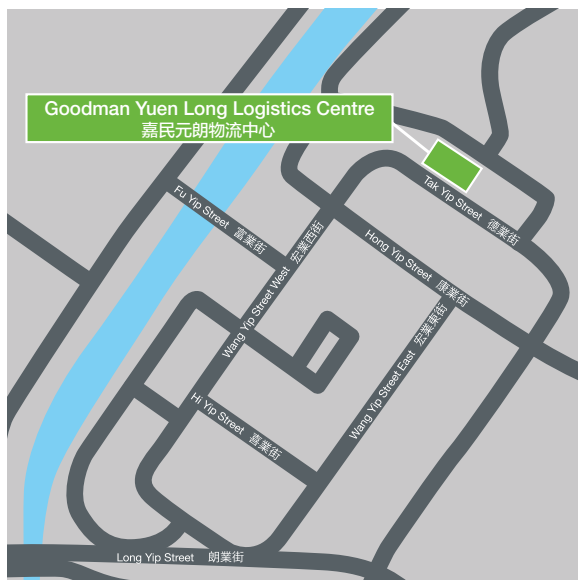 Goodman Yuen Long Logistics Centre
嘉民元朗物流中心
Tak Yip Street 德業街
Fu Yip Street 富業街
Hong Yip Street 康業街
Wang Yip Street West 宏業西街
Wang Yip Street East 宏業東街
Hi Yip Street 喜業街
Long Yip Street 朗業街